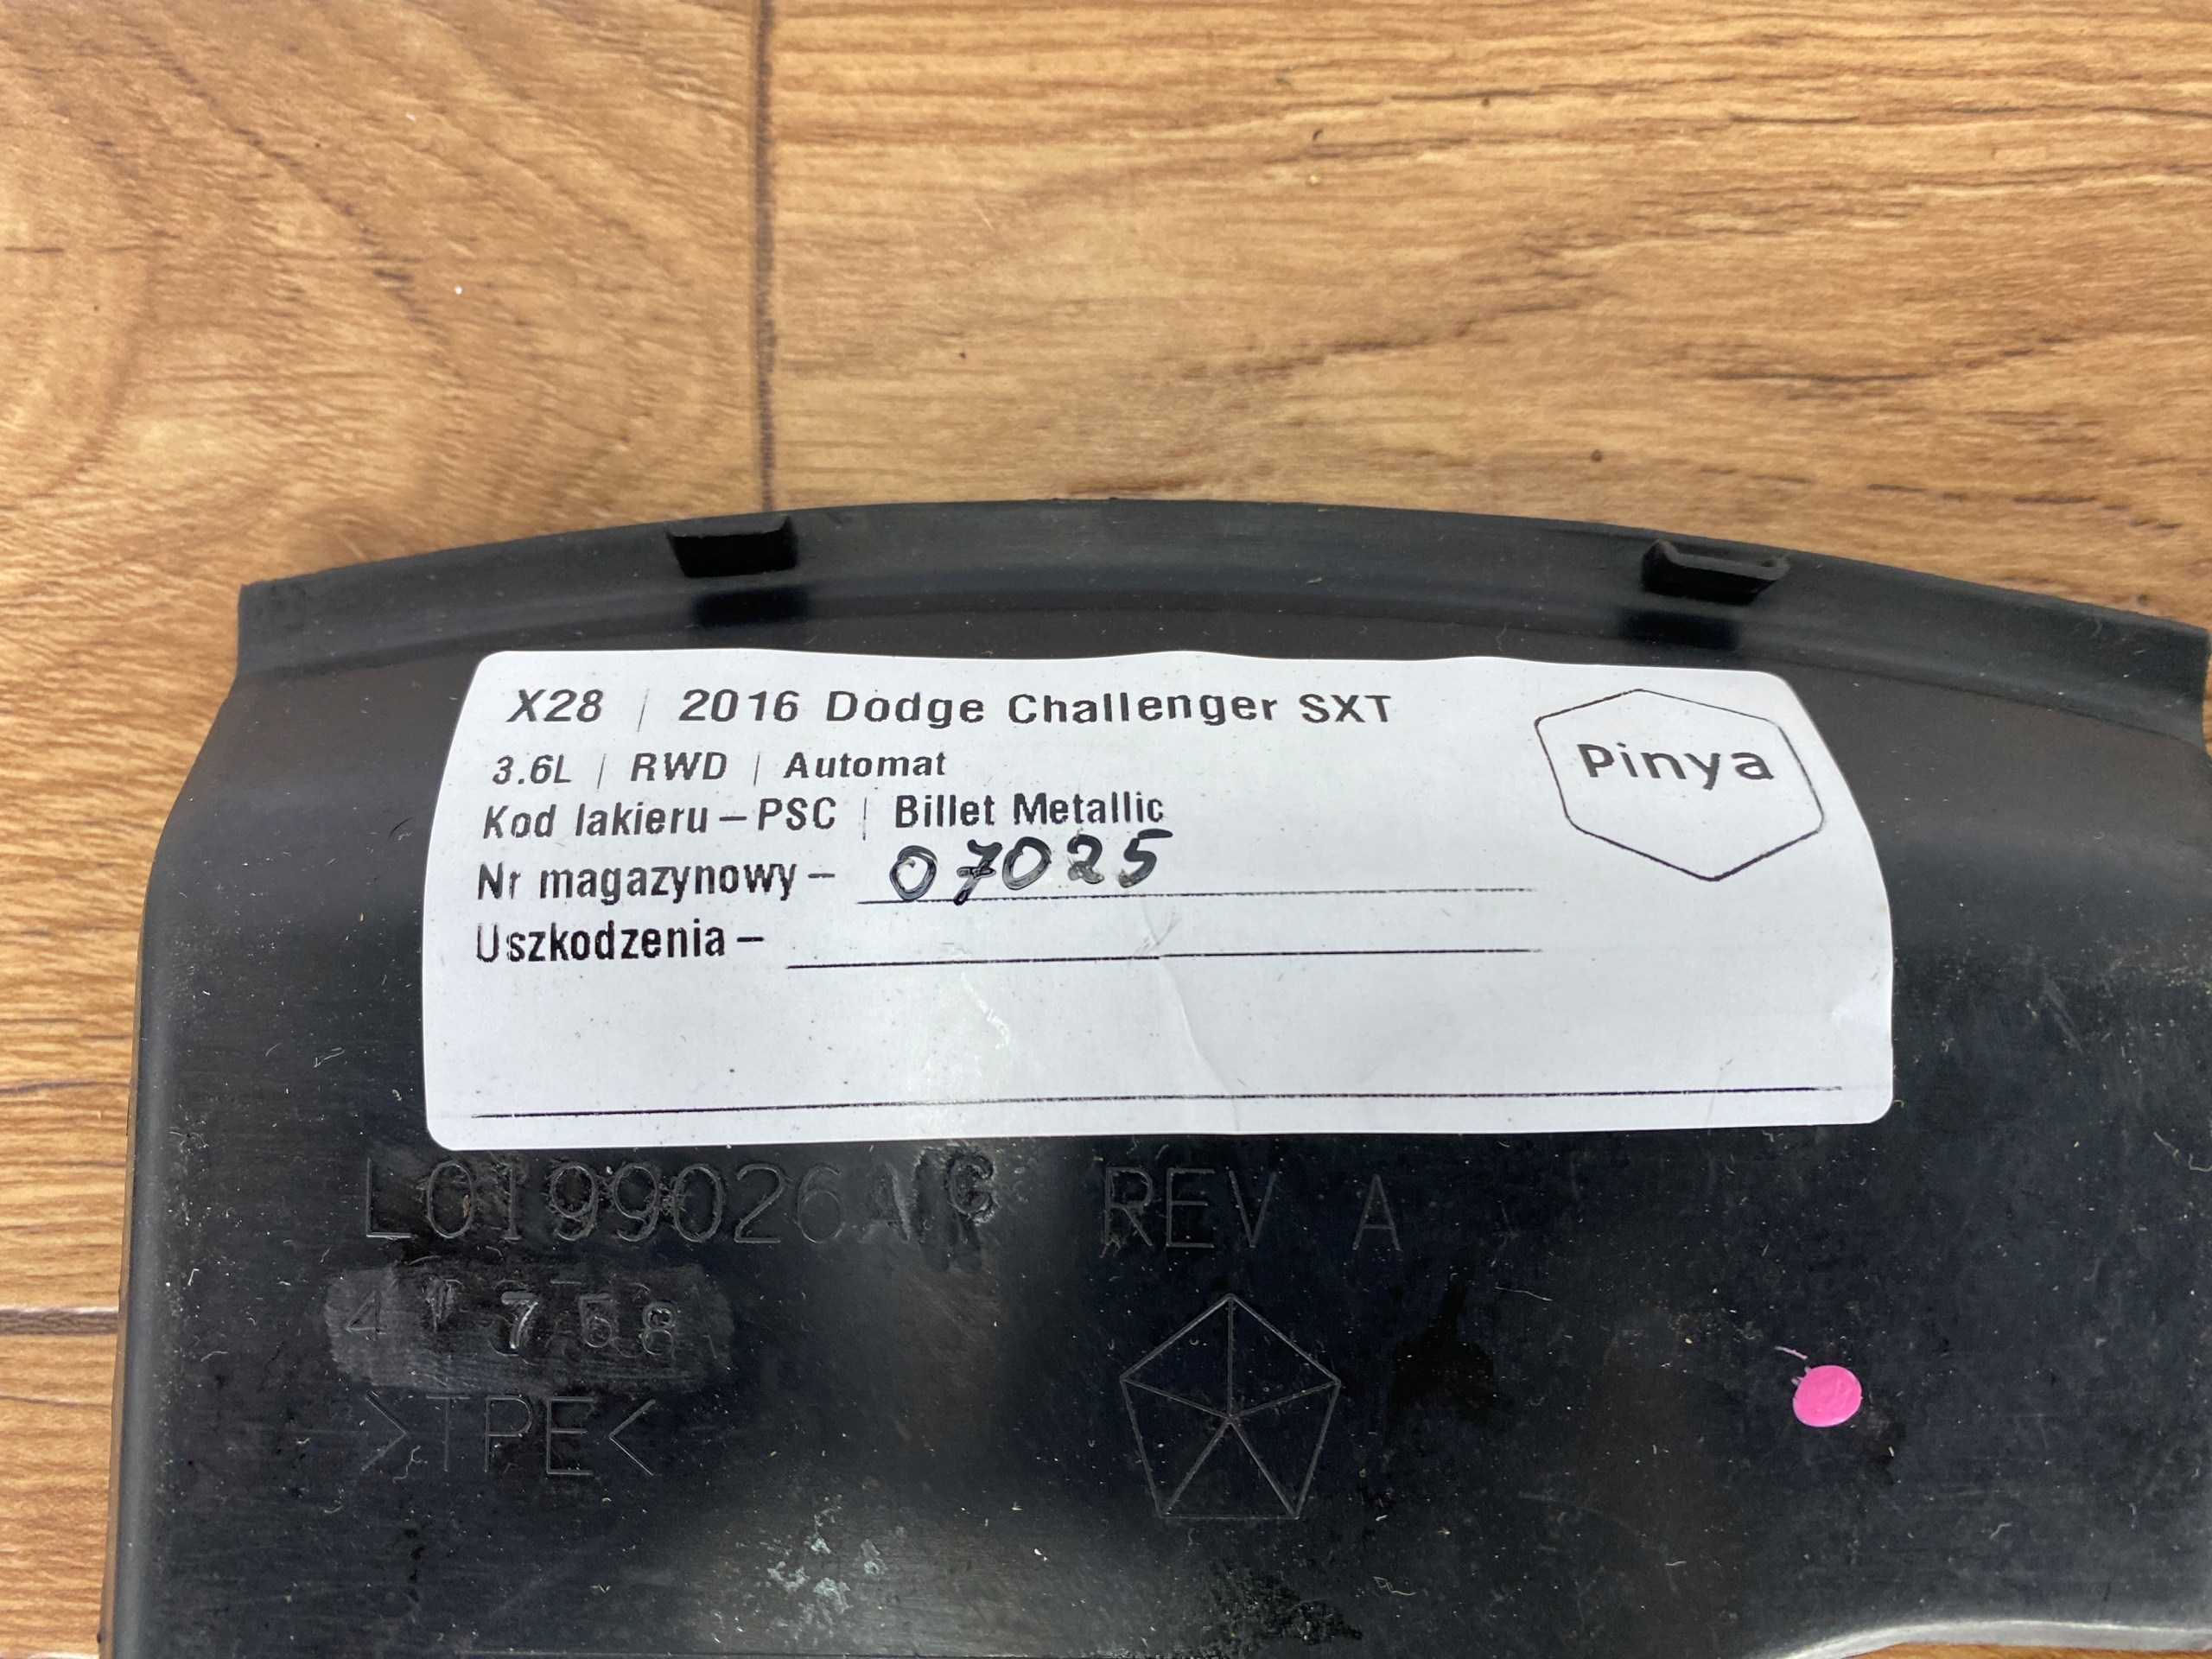 X28 | 2016 Dodge Challenger SXT
Pinya
3.6L | RWD | Automat
Kod lakieru – PSC | Billet Metallic
Nr magazynowy – 07025
Uszkodzenia –
REV A
>TPE<